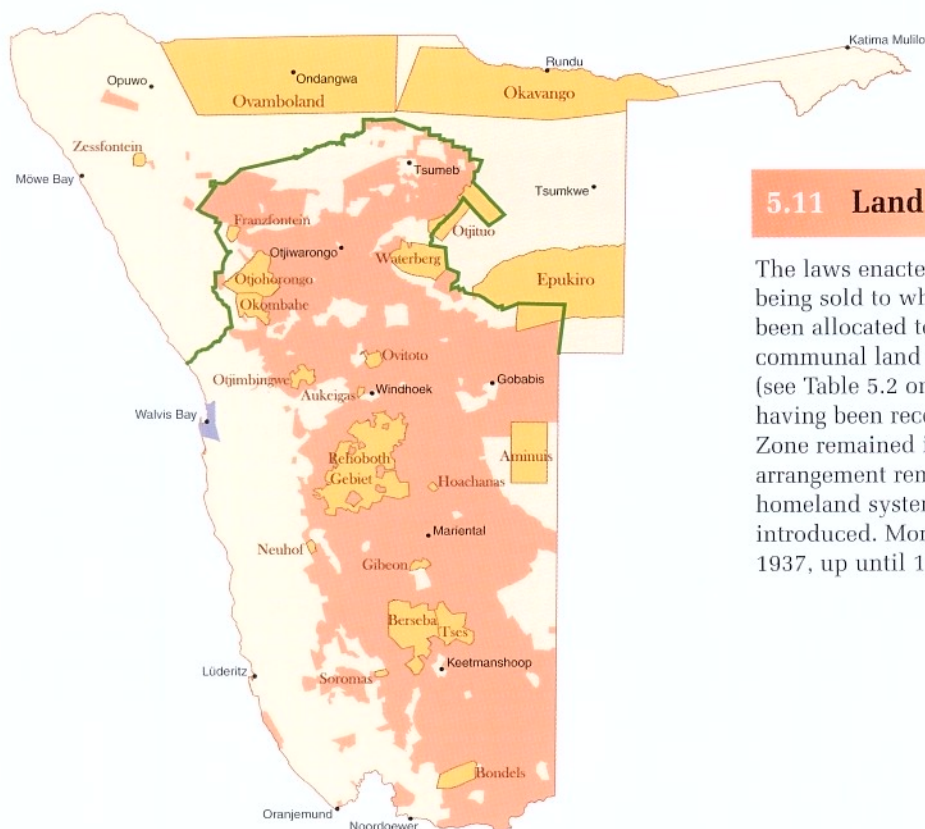 Katima Mulilo
Rundu
Opuwo
Ondangwa
Ovamboland
Okavango
Zessfontein
Möwe Bay
Tsumeb
Tsumkwe
Franzfontein
Otjituo
Otjiwarongo
Waterberg
Otjohorongo
Epukiro
Okombahe
Ovitoto
Otjimbingwe
Gobabis
Aukeigas
Windhoek
Walvis Bay
Rehoboth
Gebiet
Aminuis
Hoachanas
Mariental
Neuhof
Gibeon
Berseba
Tses
Keetmanshoop
Lüderitz
Soromas
Bondels
Oranjemund
Noordoewer
5.11 Land
The laws enacte
being sold to wh
been allocated to
communal land
(see Table 5.2 or
having been rece
Zone remained i
arrangement ren
homeland system
introduced. Mor
1937, up until 1